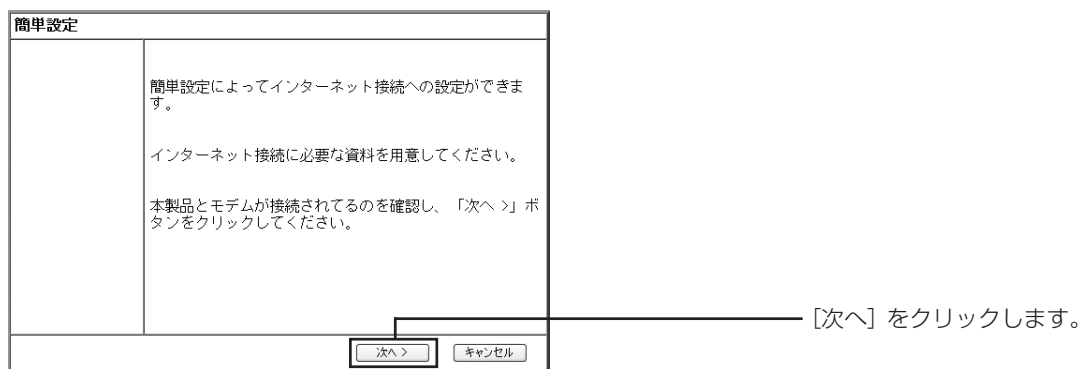 簡単設定
簡単設定によってインターネット接続への設定ができま
す。
インターネット接続に必要な資料を用意してください。
本製品とモデムが接続されてるのを確認し、「次へ >」ボ
タンをクリックしてください。
［次へ］をクリックします。
次へ >
キャンセル